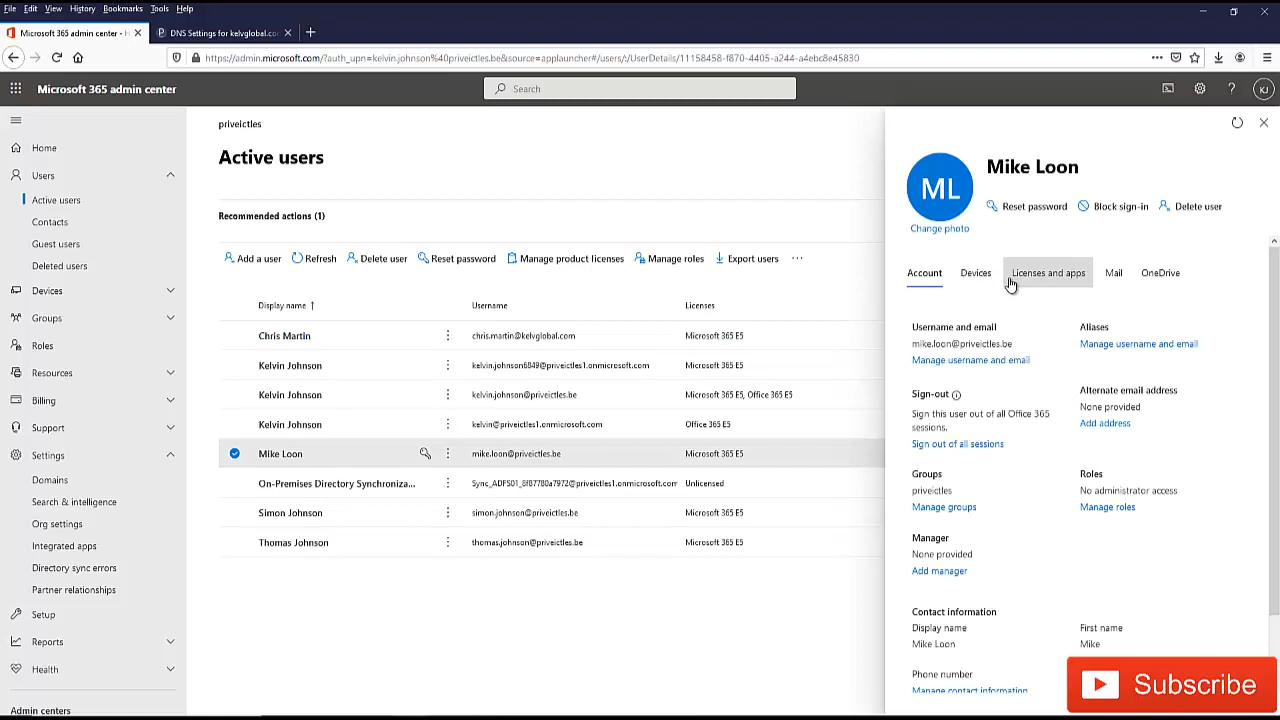 File Edit View History Bookmarks Tools Help
Microsoft 365 admin center - H
DNS Settings for kelvglobal.co
https://admin.microsoft.com/?auth_upn=kelvin.johnson%40priveictles.be&source=applauncher#/users/:/UserDetails/11158458-f870-4405-a244-a4ebc8e45830
Microsoft 365 admin center
Search
KJ
Home
Users
Active users
Contacts
Guest users
Deleted users
Devices
Groups
Roles
Resources
Billing
Support
Settings
Domains
Search & intelligence
Org settings
Integrated apps
Directory sync errors
Partner relationships
Setup
Reports
Health
Admin centers
priveictles
Active users
Recommended actions (1)
Add a user Refresh Delete user Reset password Manage product licenses Manage roles Export users ...
Display name ↑ Username Licenses
Chris Martin chris.martin@kelvglobal.com Microsoft 365 E5
Kelvin Johnson kelvin.johnson6849@priveictles1.onmicrosoft.com Microsoft 365 E5
Kelvin Johnson kelvin.johnson@priveictles.be Microsoft 365 E5, Office 365 E5
Kelvin Johnson kelvin@priveictles1.onmicrosoft.com Office 365 E5
Mike Loon mike.loon@priveictles.be Microsoft 365 E5
On-Premises Directory Synchroniza... Sync_ADFS01_8f87780a7972@priveictles1.onmicrosoft.com Unlicensed
Simon Johnson simon.johnson@priveictles.be Microsoft 365 E5
Thomas Johnson thomas.johnson@priveictles.be Microsoft 365 E5
ML
Change photo
Mike Loon
Reset password Block sign-in Delete user
Account Devices Licenses and apps Mail OneDrive
Username and email
mike.loon@priveictles.be
Manage username and email
Aliases
Manage username and email
Sign-out
Sign this user out of all Office 365
sessions.
Sign out of all sessions
Alternate email address
None provided
Add address
Groups
priveictles
Manage groups
Roles
No administrator access
Manage roles
Manager
None provided
Add manager
Contact information
Display name
Mike Loon
First name
Mike
Phone number
Manage contact information
Subscribe